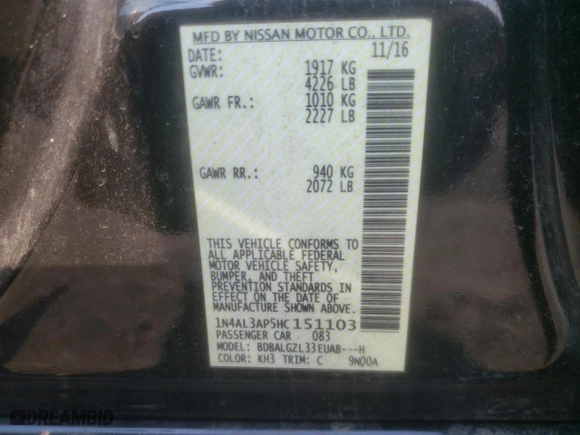 MFD BY NISSAN MOTOR CO., LTD.
DATE: 11/16
GVWR: 1917 KG
4226 LB
GAWR FR.: 1010 KG
2227 LB
GAWR RR.: 940 KG
2072 LB
THIS VEHICLE CONFORMS TO
ALL APPLICABLE FEDERAL
MOTOR VEHICLE SAFETY,
BUMPER, AND THEFT
PREVENTION STANDARDS IN
EFFECT ON THE DATE OF
MANUFACTURE SHOWN ABOVE.
1N4AL3AP5HC151103
PASSENGER CAR 083
MODEL: BDBALGZL33EUAB---H
COLOR: KH3 TRIM: C 9N00A
DREAMBID